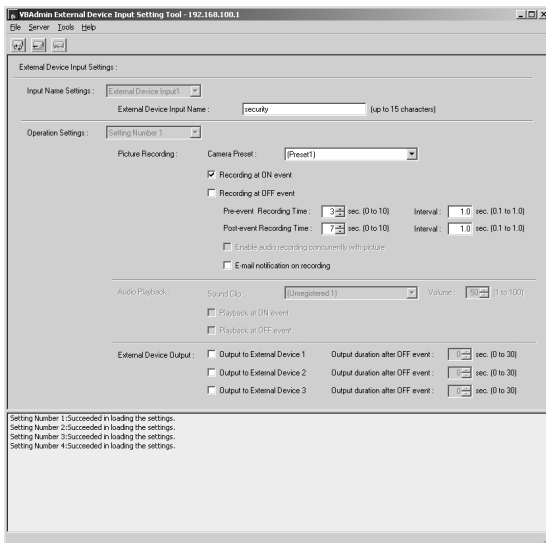 VBAdmin External Device Input Setting Tool - 192.168.100.1
File Server Tools Help
External Device Input Settings :
Input Name Settings : External Device Input1
External Device Input Name : security (up to 15 characters)
Operation Settings : Setting Number 1
Picture Recording : Camera Preset : (Preset1)
Recording at ON event
Recording at OFF event
Pre-event Recording Time : 3 sec. (0 to 10) Interval : 1.0 sec. (0.1 to 1.0)
Post-event Recording Time : 7 sec. (0 to 10) Interval : 1.0 sec. (0.1 to 1.0)
Enable audio recording concurrently with picture
E-mail notification on recording
Audio Playback : Sound Clip : (Unregistered 1) Volume : 50 (1 to 100)
Playback at ON event
Playback at OFF event
External Device Output : Output to External Device 1 Output duration after OFF event : 0 sec. (0 to 30)
Output to External Device 2 Output duration after OFF event : 0 sec. (0 to 30)
Output to External Device 3 Output duration after OFF event : 0 sec. (0 to 30)
Setting Number 1:Succeeded in loading the settings.
Setting Number 2:Succeeded in loading the settings.
Setting Number 3:Succeeded in loading the settings.
Setting Number 4:Succeeded in loading the settings.